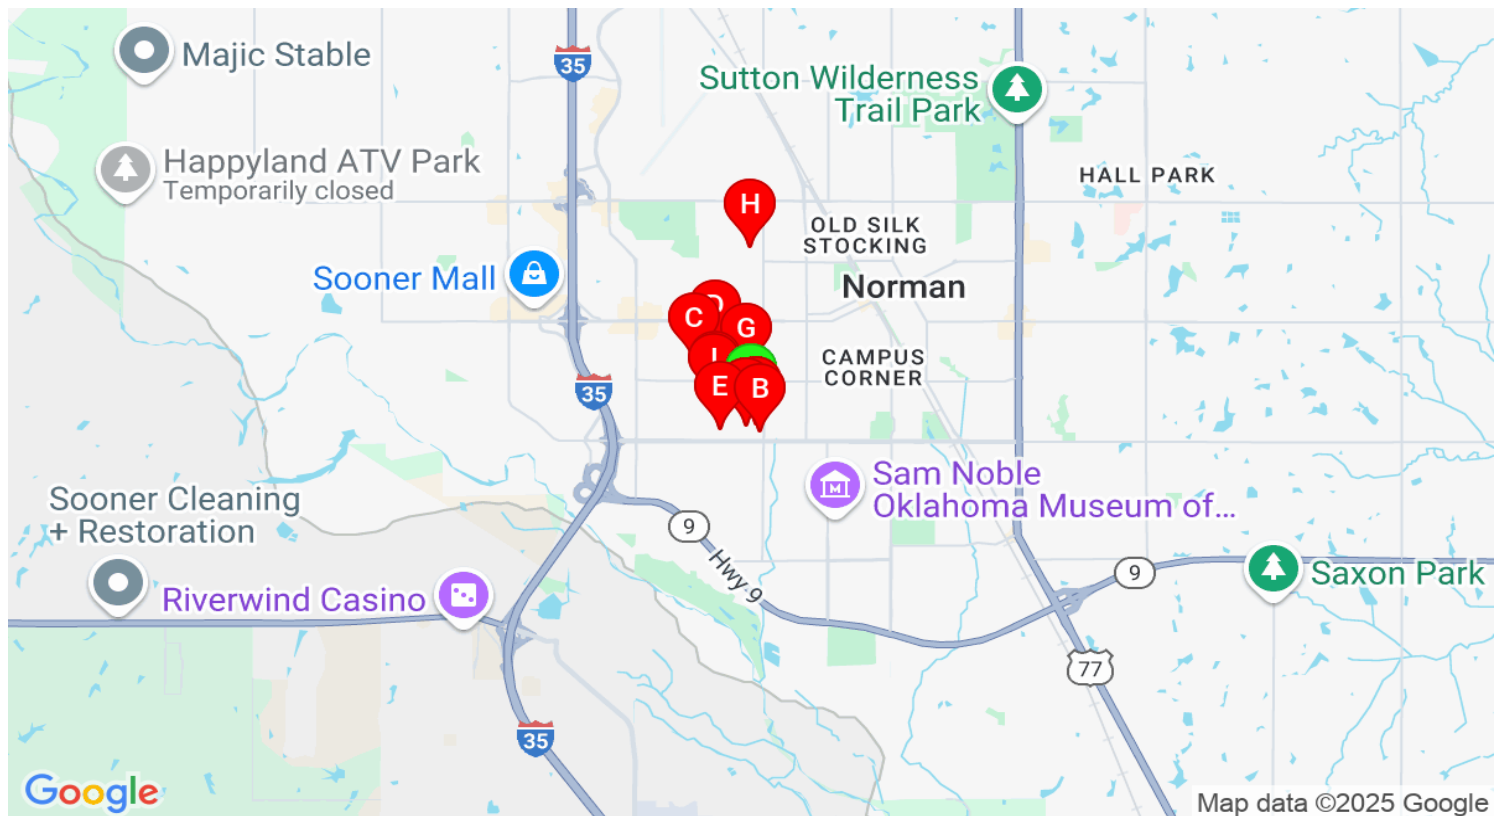 Majic Stable
35
Sutton Wilderness
Trail Park
Happyland ATV Park
Temporarily closed
HALL PARK
H
OLD SILK
STOCKING
Sooner Mall
Norman
D
C
G
CAMPUS
CORNER
35
E
B
Sam Noble
Oklahoma Museum of...
Sooner Cleaning
+ Restoration
9
Hwy 9
9
Saxon Park
Riverwind Casino
77
35
Google
Map data ©2025 Google